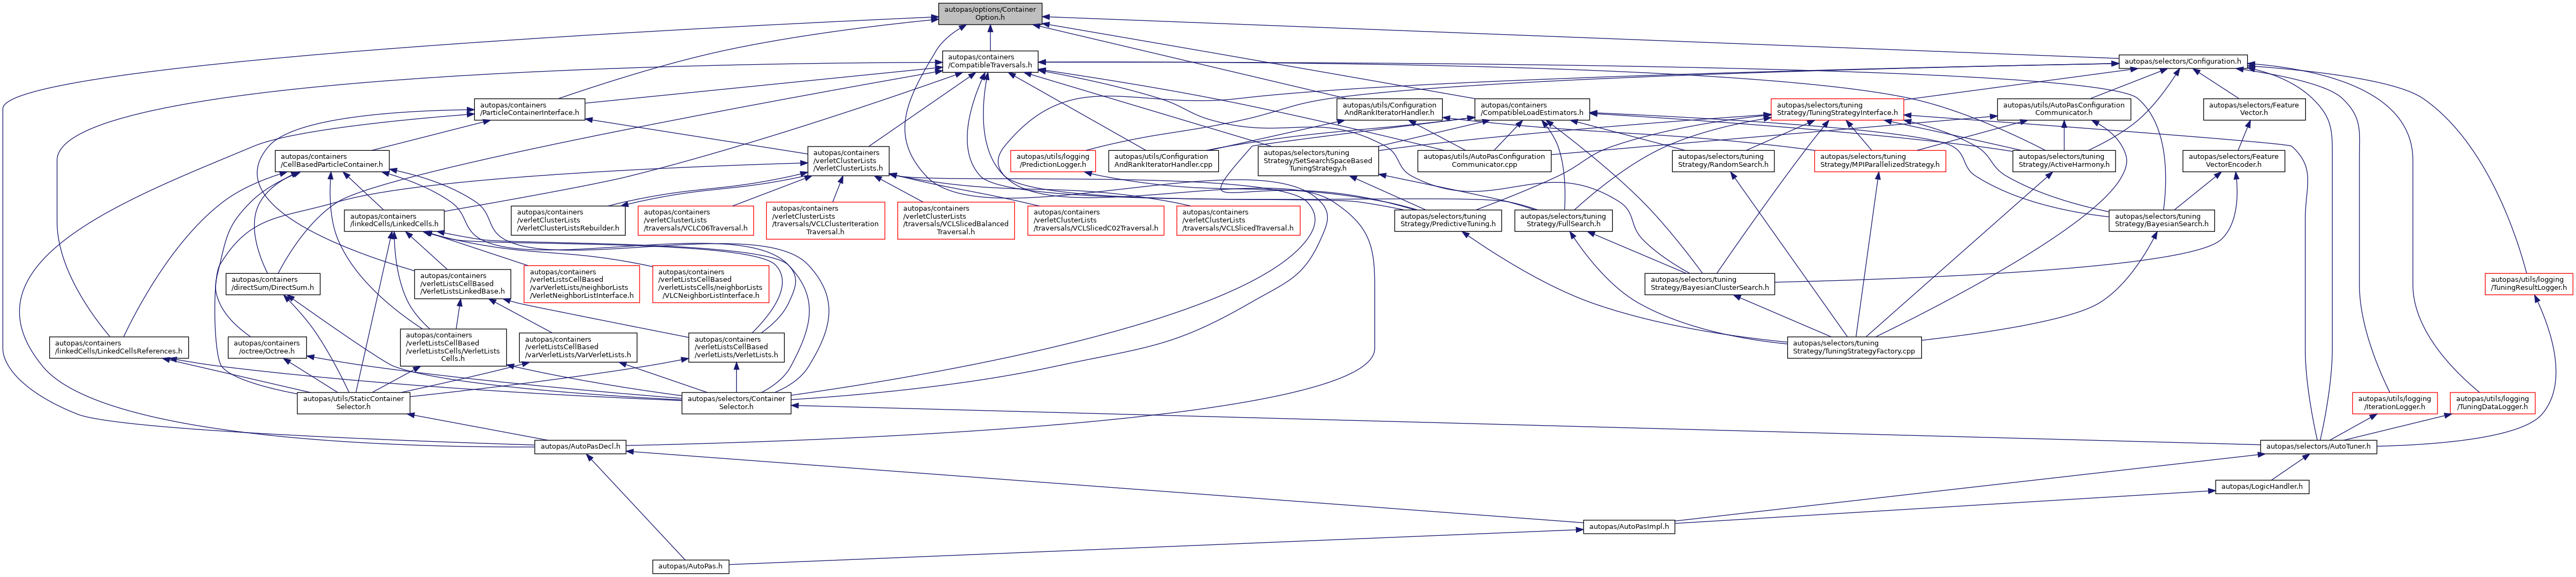 autopas/options/Container
Option.h
autopas/containers
/CompatibleTraversals.h
autopas/selectors/Configuration.h
autopas/containers
/ParticleContainerInterface.h
autopas/utils/Configuration
AndRankIteratorHandler.h
autopas/containers
/CompatibleLoadEstimators.h
autopas/selectors/tuning
Strategy/TuningStrategyInterface.h
autopas/utils/AutoPasConfiguration
Communicator.h
autopas/selectors/Feature
Vector.h
autopas/containers
/CellBasedParticleContainer.h
autopas/containers
/verletClusterLists
/VerletClusterLists.h
autopas/utils/logging
/PredictionLogger.h
autopas/utils/Configuration
AndRankIteratorHandler.cpp
autopas/selectors/tuning
Strategy/SetSearchSpaceBased
TuningStrategy.h
autopas/utils/AutoPasConfiguration
Communicator.cpp
autopas/selectors/tuning
Strategy/RandomSearch.h
autopas/selectors/tuning
Strategy/MPIParallelizedStrategy.h
autopas/selectors/tuning
Strategy/ActiveHarmony.h
autopas/selectors/Feature
VectorEncoder.h
autopas/containers
/linkedCells/LinkedCells.h
autopas/containers
/verletClusterLists
/VerletClusterListsRebuilder.h
autopas/containers
/verletClusterLists
/traversals/VCLC06Traversal.h
autopas/containers
/verletClusterLists
/traversals/VCLClusterIteration
Traversal.h
autopas/containers
/verletClusterLists
/traversals/VCLSlicedBalanced
Traversal.h
autopas/containers
/verletClusterLists
/traversals/VCLSlicedC02Traversal.h
autopas/containers
/verletClusterLists
/traversals/VCLSlicedTraversal.h
autopas/selectors/tuning
Strategy/PredictiveTuning.h
autopas/selectors/tuning
Strategy/FullSearch.h
autopas/selectors/tuning
Strategy/BayesianSearch.h
autopas/containers
/directSum/DirectSum.h
autopas/containers
/verletListsCellBased
/VerletListsLinkedBase.h
autopas/containers
/verletListsCellBased
/varVerletLists/neighborLists
/VerletNeighborListInterface.h
autopas/containers
/verletListsCellBased
/verletListsCells/neighborLists
/VLCNeighborListInterface.h
autopas/selectors/tuning
Strategy/BayesianClusterSearch.h
autopas/utils/logging
/TuningResultLogger.h
autopas/containers
/linkedCells/LinkedCellsReferences.h
autopas/containers
/octree/Octree.h
autopas/containers
/verletListsCellBased
/verletListsCells/VerletLists
Cells.h
autopas/containers
/verletListsCellBased
/varVerletLists/VarVerletLists.h
autopas/containers
/verletListsCellBased
/verletLists/VerletLists.h
autopas/selectors/tuning
Strategy/TuningStrategyFactory.cpp
autopas/utils/StaticContainer
Selector.h
autopas/selectors/Container
Selector.h
autopas/utils/logging
/IterationLogger.h
autopas/utils/logging
/TuningDataLogger.h
autopas/AutoPasDecl.h
autopas/selectors/AutoTuner.h
autopas/LogicHandler.h
autopas/AutoPasImpl.h
autopas/AutoPas.h